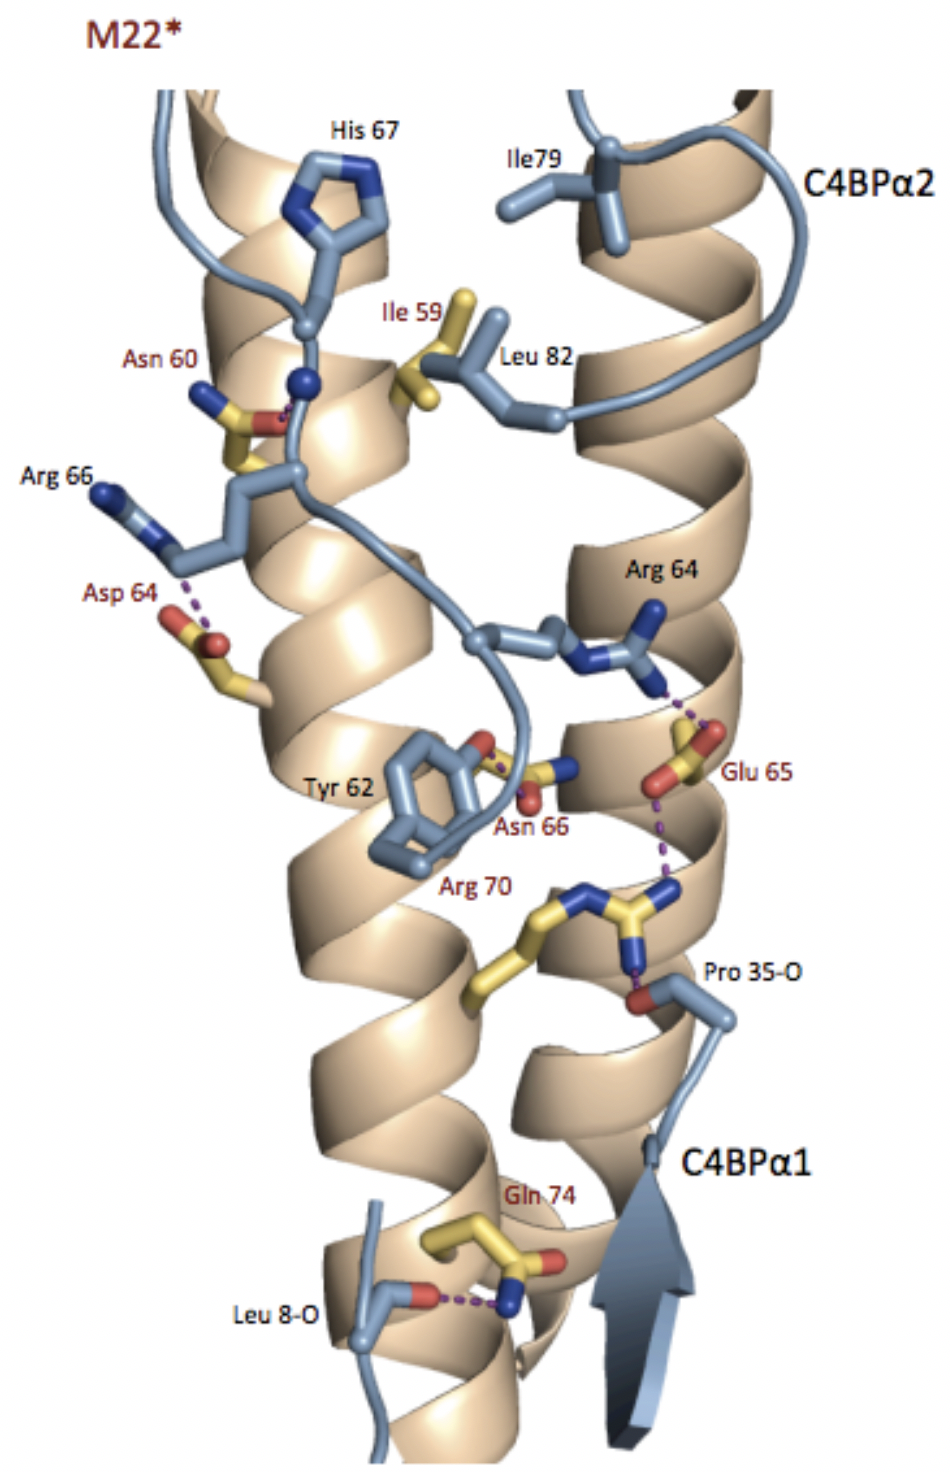 M22*
His 67
Ile79
C4BPα2
Ile 59
Asn 60
Leu 82
Arg 66
Arg 64
Asp 64
Glu 65
Tyr 62
Asn 66
Arg 70
Pro 35-O
C4BPα1
Gln 74
Leu 8-O